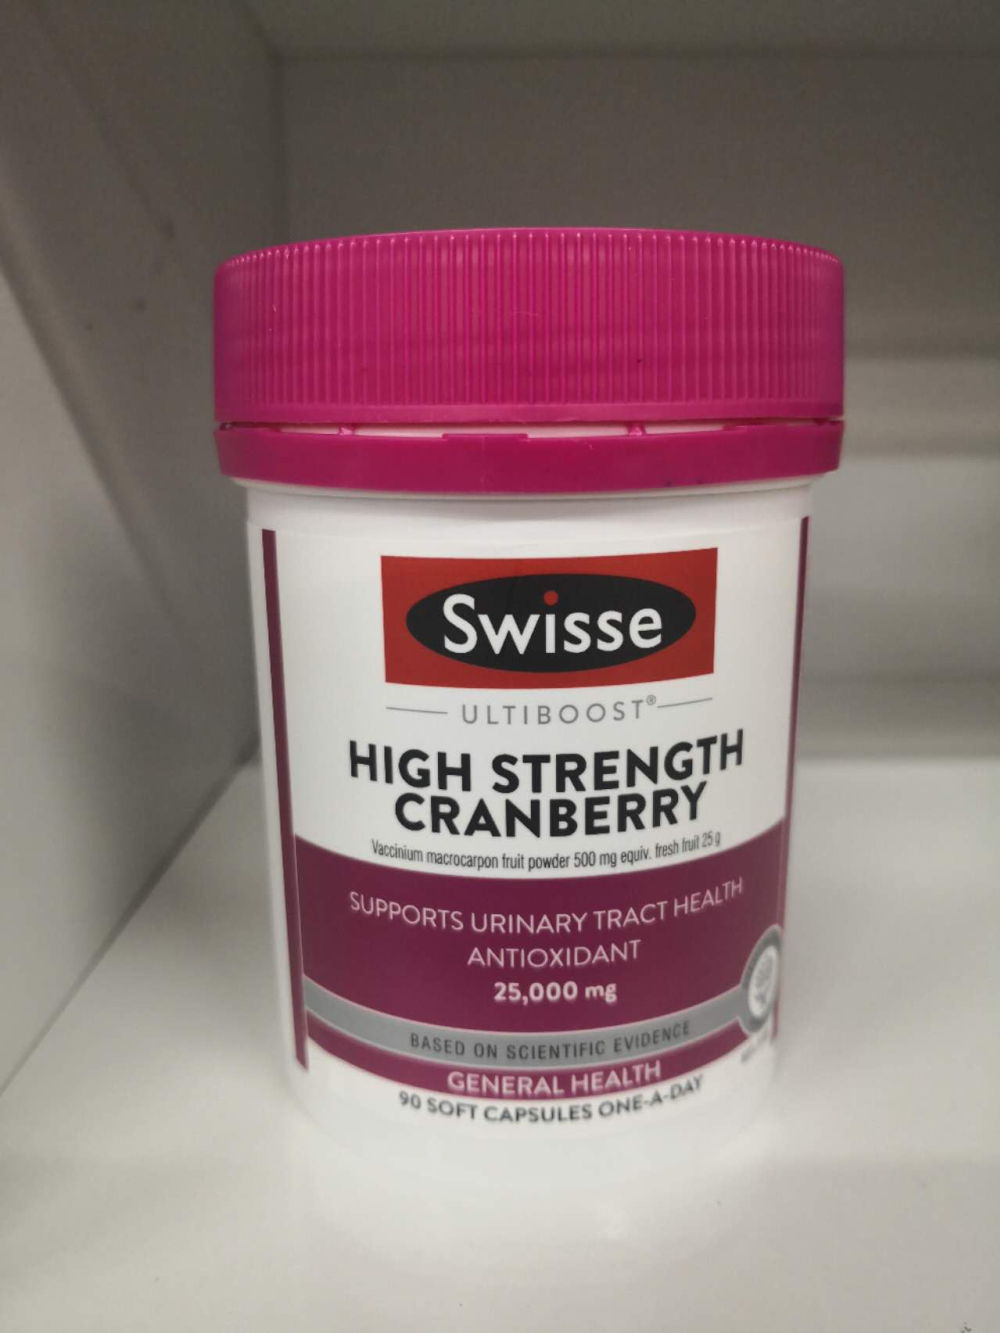 Swisse
ULTIBOOST®
HIGH STRENGTH
CRANBERRY
Vaccinium macrocarpon fruit powder 500 mg equiv. fresh fruit 25 g
SUPPORTS URINARY TRACT HEALTH
ANTIOXIDANT
25,000 mg
BASED ON SCIENTIFIC EVIDENCE
GENERAL HEALTH
90 SOFT CAPSULES ONE-A-DAY